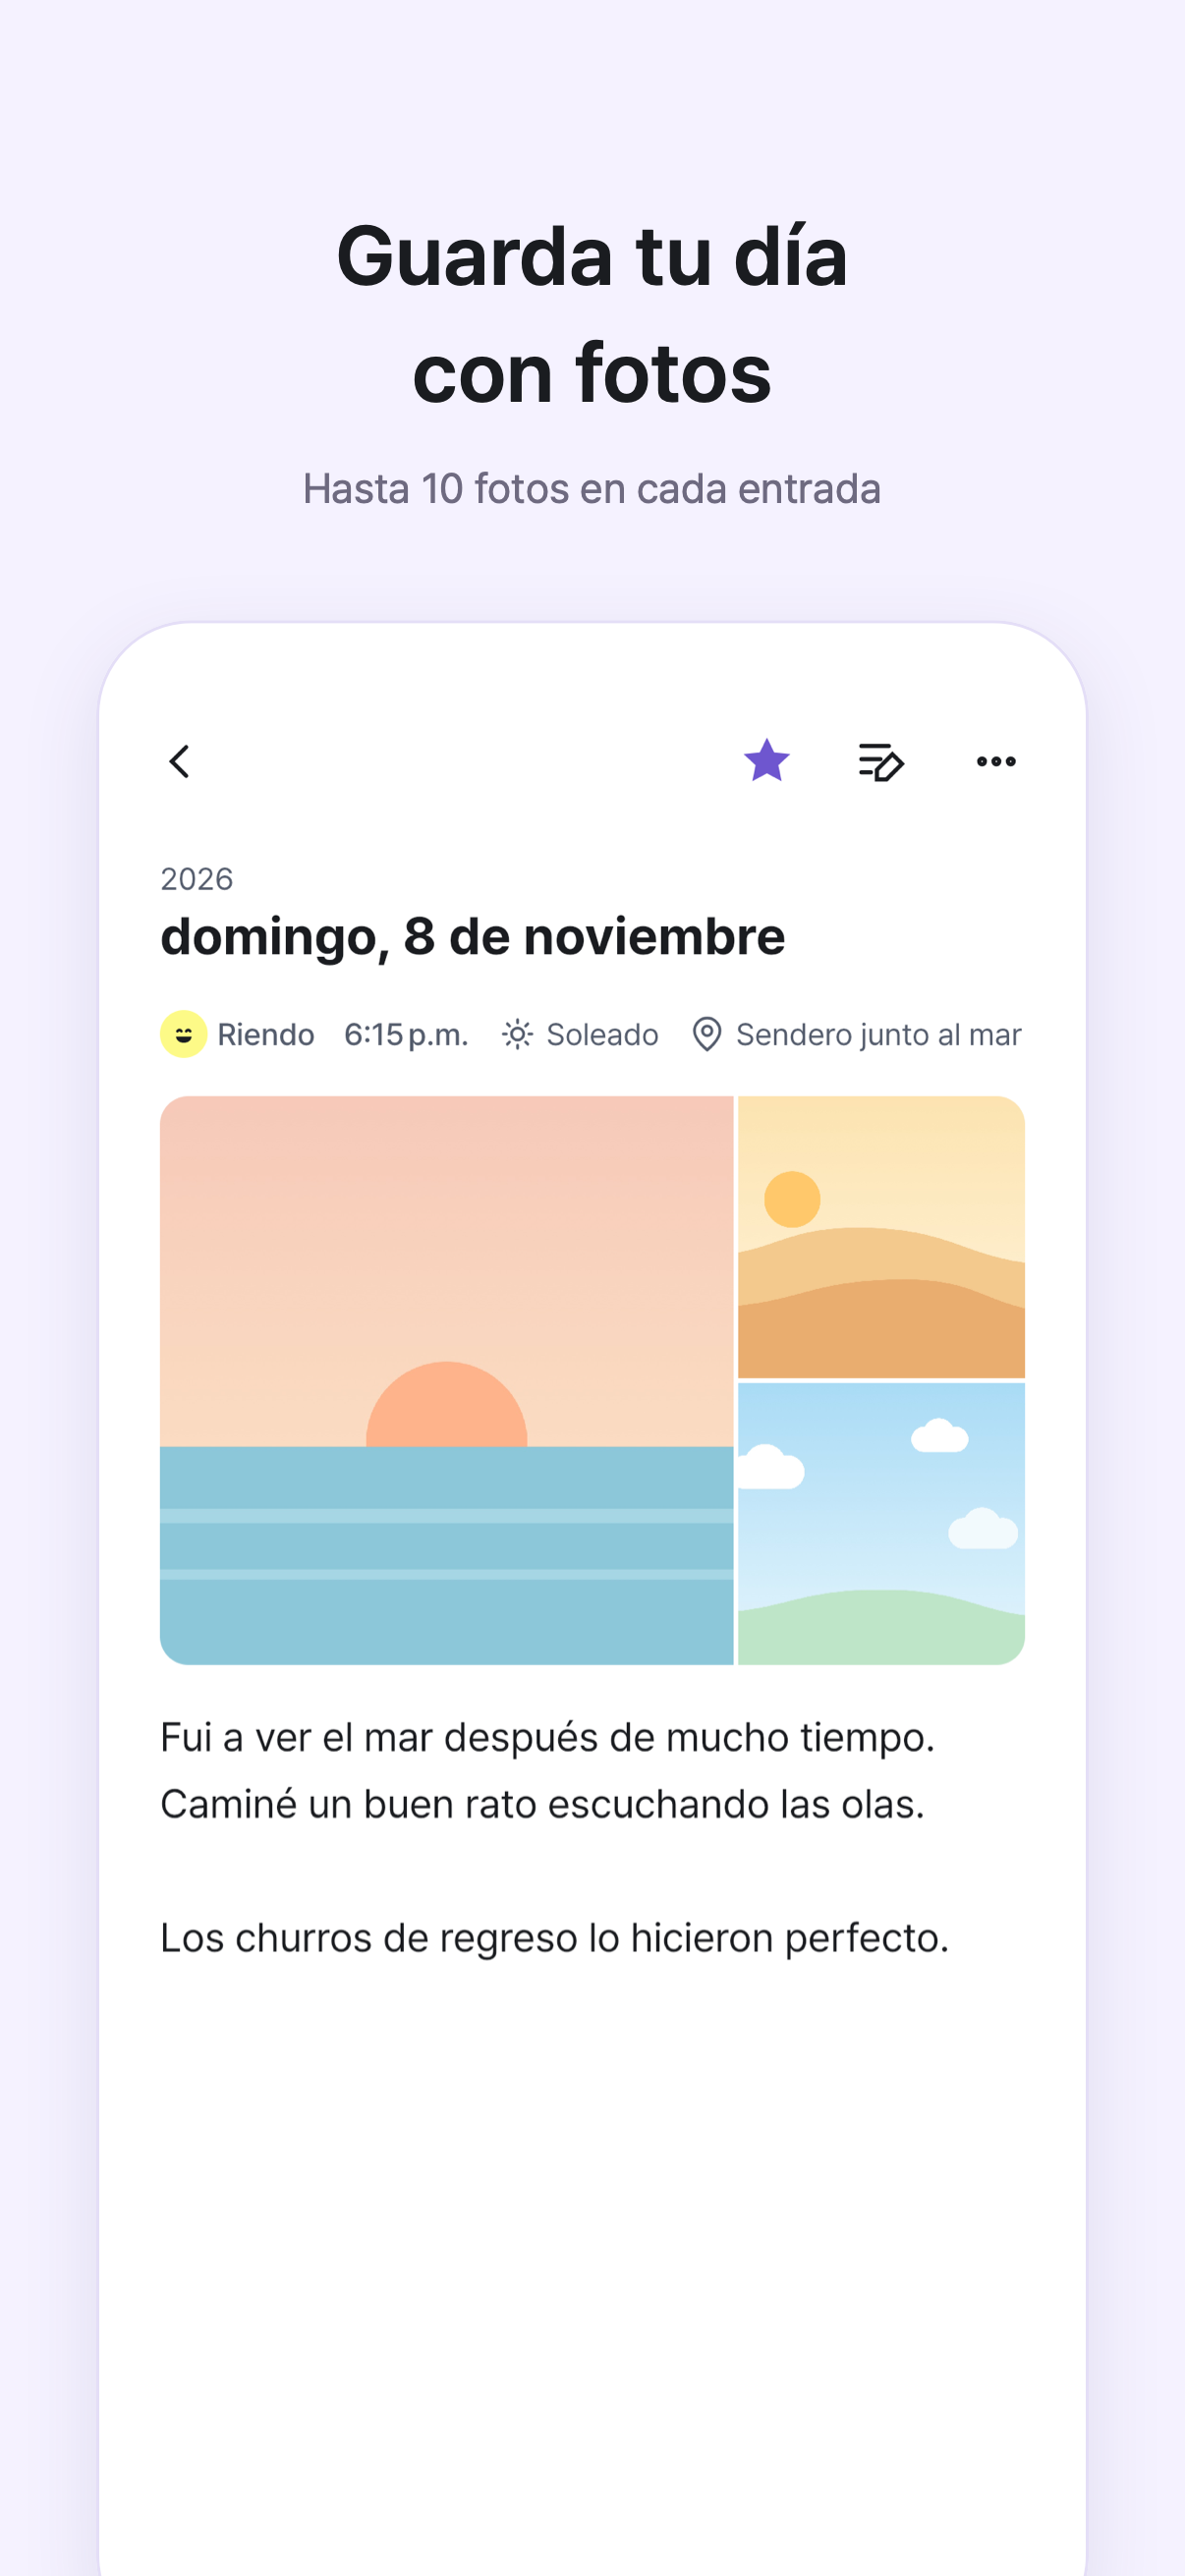 Guarda tu día
con fotos
Hasta 10 fotos en cada entrada
2026
domingo, 8 de noviembre
Riendo 6:15 p.m. Soleado Sendero junto al mar
Fui a ver el mar después de mucho tiempo.
Caminé un buen rato escuchando las olas.
Los churros de regreso lo hicieron perfecto.